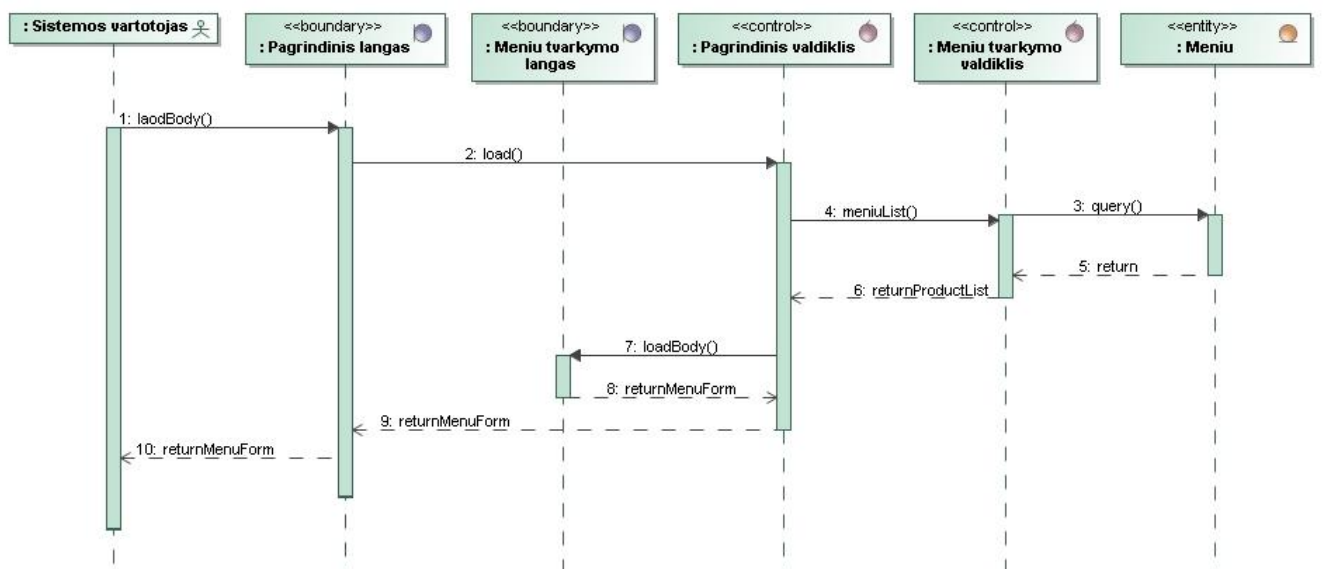 : Sistemos vartotojas
<<boundary>>
: Pagrindinis langas
<<boundary>>
: Meniu tvarkymo
langas
<<control>>
: Pagrindinis valdiklis
<<control>>
: Meniu tvarkymo
valdiklis
<<entity>>
: Meniu
1: laodBody()
2: load()
4: meniuList()
3: query()
5: return
6: returnProductList
7: loadBody()
8: returnMenuForm
9: returnMenuForm
10: returnMenuForm